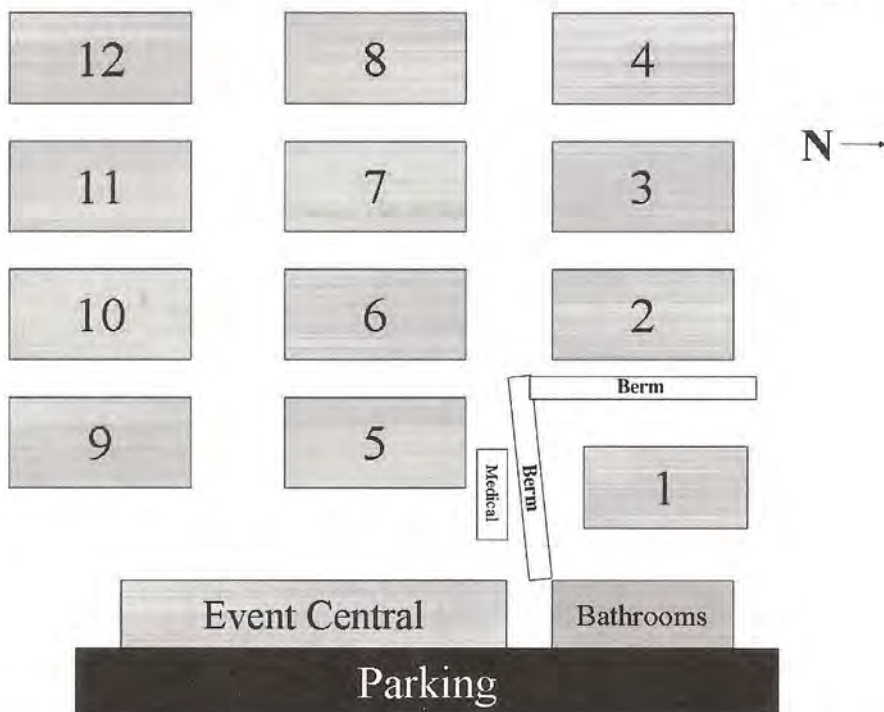 12 8 4
N
11 7 3
10 6 2
Berm
9 5
Medical
Berm
1
Event Central
Bathrooms
Parking